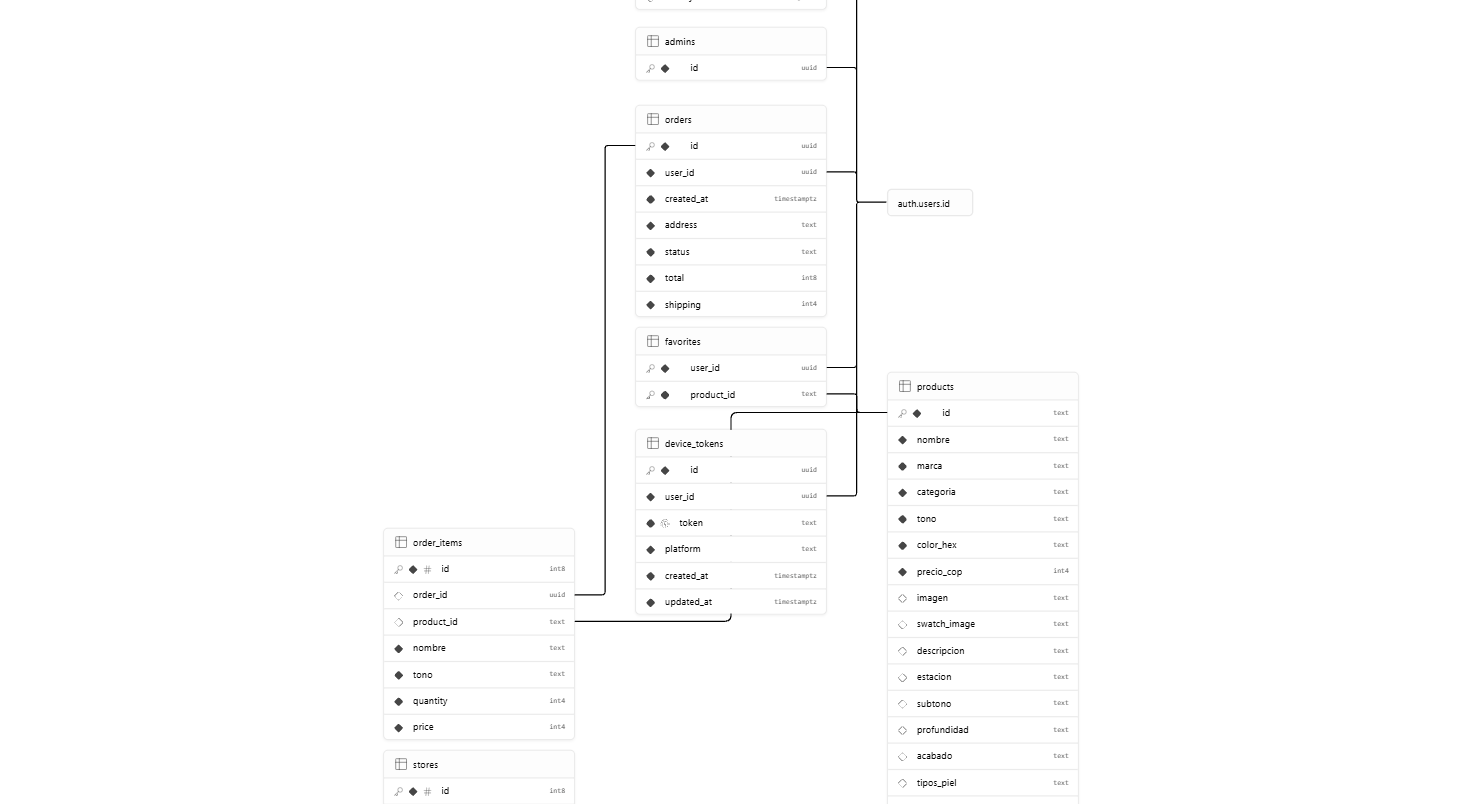 admins
id uuid
orders
id uuid
user_id uuid
created_at timestamptz
address text
status text
total int8
shipping int4
auth.users.id
favorites
user_id uuid
product_id text
device_tokens
id uuid
user_id uuid
token text
platform text
created_at timestamptz
updated_at timestamptz
products
id text
nombre text
marca text
categoria text
tono text
color_hex text
precio_cop int4
imagen text
swatch_image text
descripcion text
estacion text
subtono text
profundidad text
acabado text
tipos_piel text
order_items
# id int8
order_id uuid
product_id text
nombre text
tono text
quantity int4
price int4
stores
# id int8